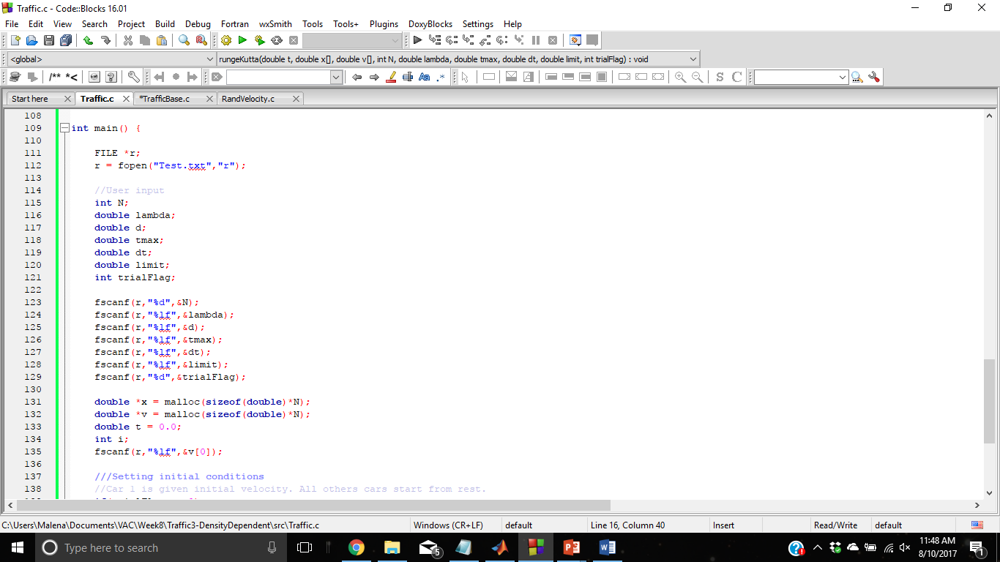 Traffic.c - Code::Blocks 16.01
File Edit View Search Project Build Debug Fortran wxSmith Tools Tools+ Plugins DoxyBlocks Settings Help
<global> rungeKutta(double t, double x[], double v[], int N, double lambda, double tmax, double dt, double limit, int trialFlag) : void
/** *< Aa .* S C
Start here Traffic.c *TrafficBase.c RandVelocity.c
108
109 int main() {
110
111 FILE *r;
112 r = fopen("Test.txt","r");
113
114 //User input
115 int N;
116 double lambda;
117 double d;
118 double tmax;
119 double dt;
120 double limit;
121 int trialFlag;
122
123 fscanf(r,"%d",&N);
124 fscanf(r,"%lf",&lambda);
125 fscanf(r,"%lf",&d);
126 fscanf(r,"%lf",&tmax);
127 fscanf(r,"%lf",&dt);
128 fscanf(r,"%lf",&limit);
129 fscanf(r,"%d",&trialFlag);
130
131 double *x = malloc(sizeof(double)*N);
132 double *v = malloc(sizeof(double)*N);
133 double t = 0.0;
134 int i;
135 fscanf(r,"%lf",&v[0]);
136
137 ///Setting initial conditions
138 //Car 1 is given initial velocity. All others cars start from rest.
C:\Users\Malena\Documents\VAC\Week8\Traffic3-DensityDependent\src\Traffic.c Windows (CR+LF) default Line 16, Column 40 Insert Read/Write default
Type here to search 5 11:48 AM
8/10/2017 1